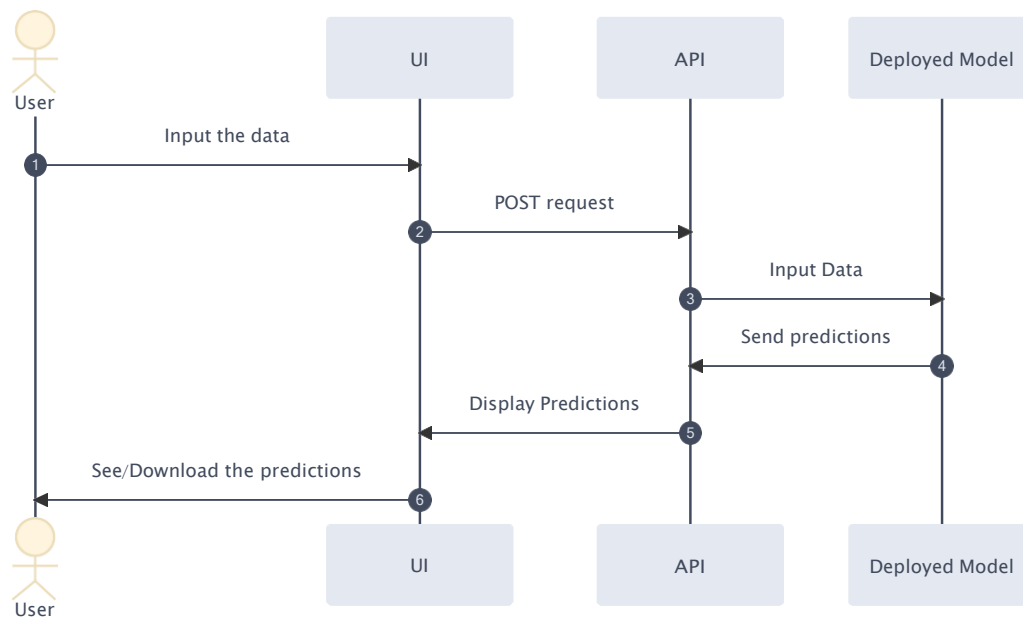 User
UI
API
Deployed Model
Input the data
1
POST request
2
Input Data
3
Send predictions
4
Display Predictions
5
See/Download the predictions
6
User
UI
API
Deployed Model